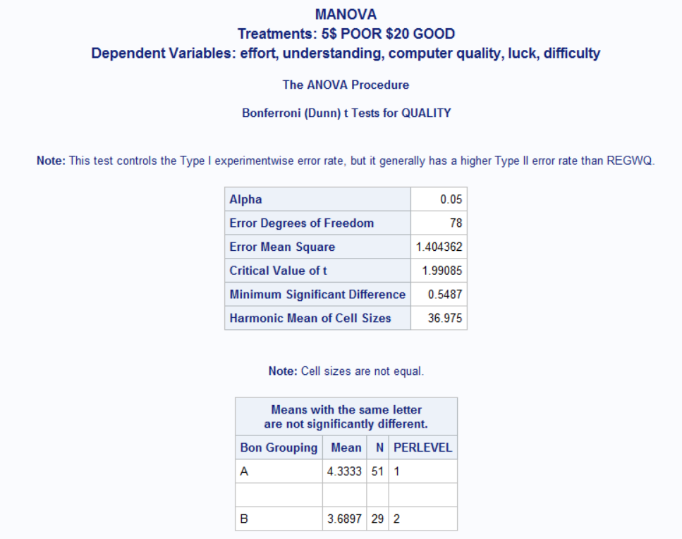 MANOVA
Treatments: 5$ POOR $20 GOOD
Dependent Variables: effort, understanding, computer quality, luck, difficulty
The ANOVA Procedure
Bonferroni (Dunn) t Tests for QUALITY
Note: This test controls the Type I experimentwise error rate, but it generally has a higher Type II error rate than REGWQ.
Alpha 0.05
Error Degrees of Freedom 78
Error Mean Square 1.404362
Critical Value of t 1.99085
Minimum Significant Difference 0.5487
Harmonic Mean of Cell Sizes 36.975
Note: Cell sizes are not equal.
Means with the same letter
are not significantly different.
Bon Grouping Mean N PERLEVEL
A 4.3333 51 1
B 3.6897 29 2